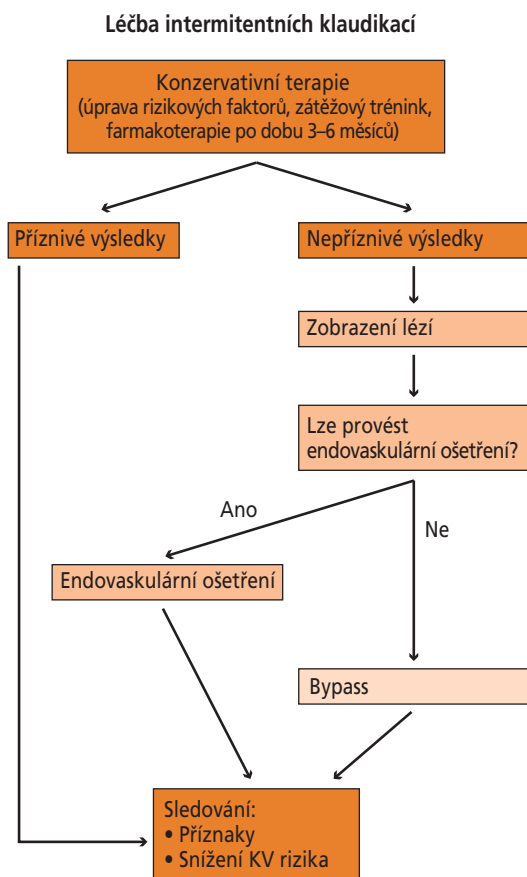 Léčba intermitentních klaudikací
Konzervativní terapie
(úprava rizikových faktorů, zátěžový trénink,
farmakoterapie po dobu 3–6 měsíců)
Příznivé výsledky
Nepříznivé výsledky
Zobrazení lézí
Lze provést
endovaskulární ošetření?
Ano
Ne
Endovaskulární ošetření
Bypass
Sledování:
• Příznaky
• Snížení KV rizika